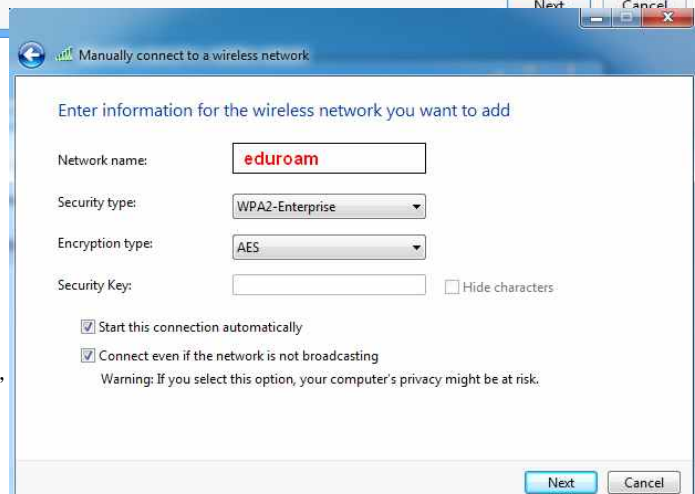 Next Cancel
Manually connect to a wireless network
Enter information for the wireless network you want to add
Network name: eduroam
Security type: WPA2-Enterprise
Encryption type: AES
Security Key: Hide characters
Start this connection automatically
Connect even if the network is not broadcasting
,
Warning: If you select this option, your computer's privacy might be at risk.
Next Cancel